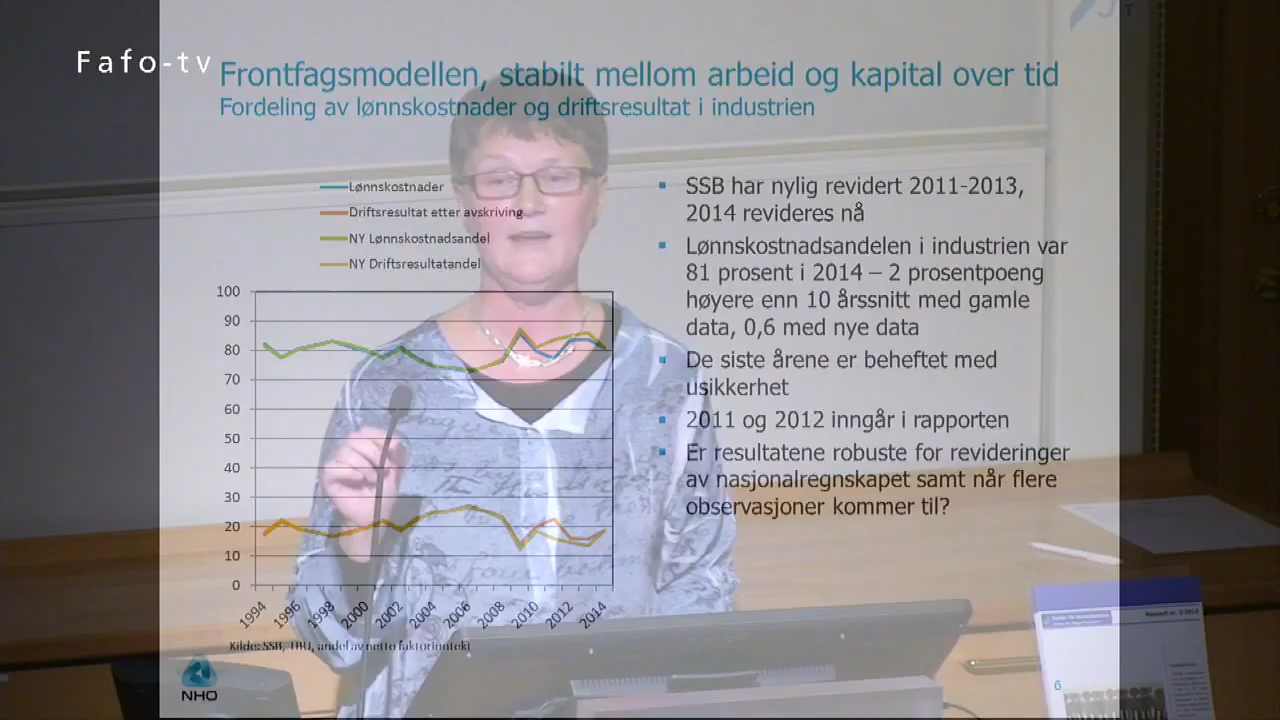 Fafo-tv
Frontfagsmodellen, stabilt mellom arbeid og kapital over tid
Fordeling av lønnskostnader og driftsresultat i industrien
Lønnskostnader
Driftsresultat etter avskriving
NY Lønnskostnadsandel
NY Driftsresultatandel
100
90
80
70
60
50
40
30
20
10
0
1994 1996 1998 2000 2002 2004 2006 2008 2010 2012 2014
Kilde: SSB, TBU, andel av netto faktorinntekt
NHO
SSB har nylig revidert 2011-2013,
2014 revideres nå
Lønnskostnadsandelen i industrien var
81 prosent i 2014 – 2 prosentpoeng
høyere enn 10 årssnitt med gamle
data, 0,6 med nye data
De siste årene er beheftet med
usikkerhet
2011 og 2012 inngår i rapporten
Er resultatene robuste for revideringer
av nasjonalregnskapet samt når flere
observasjoner kommer til?
6